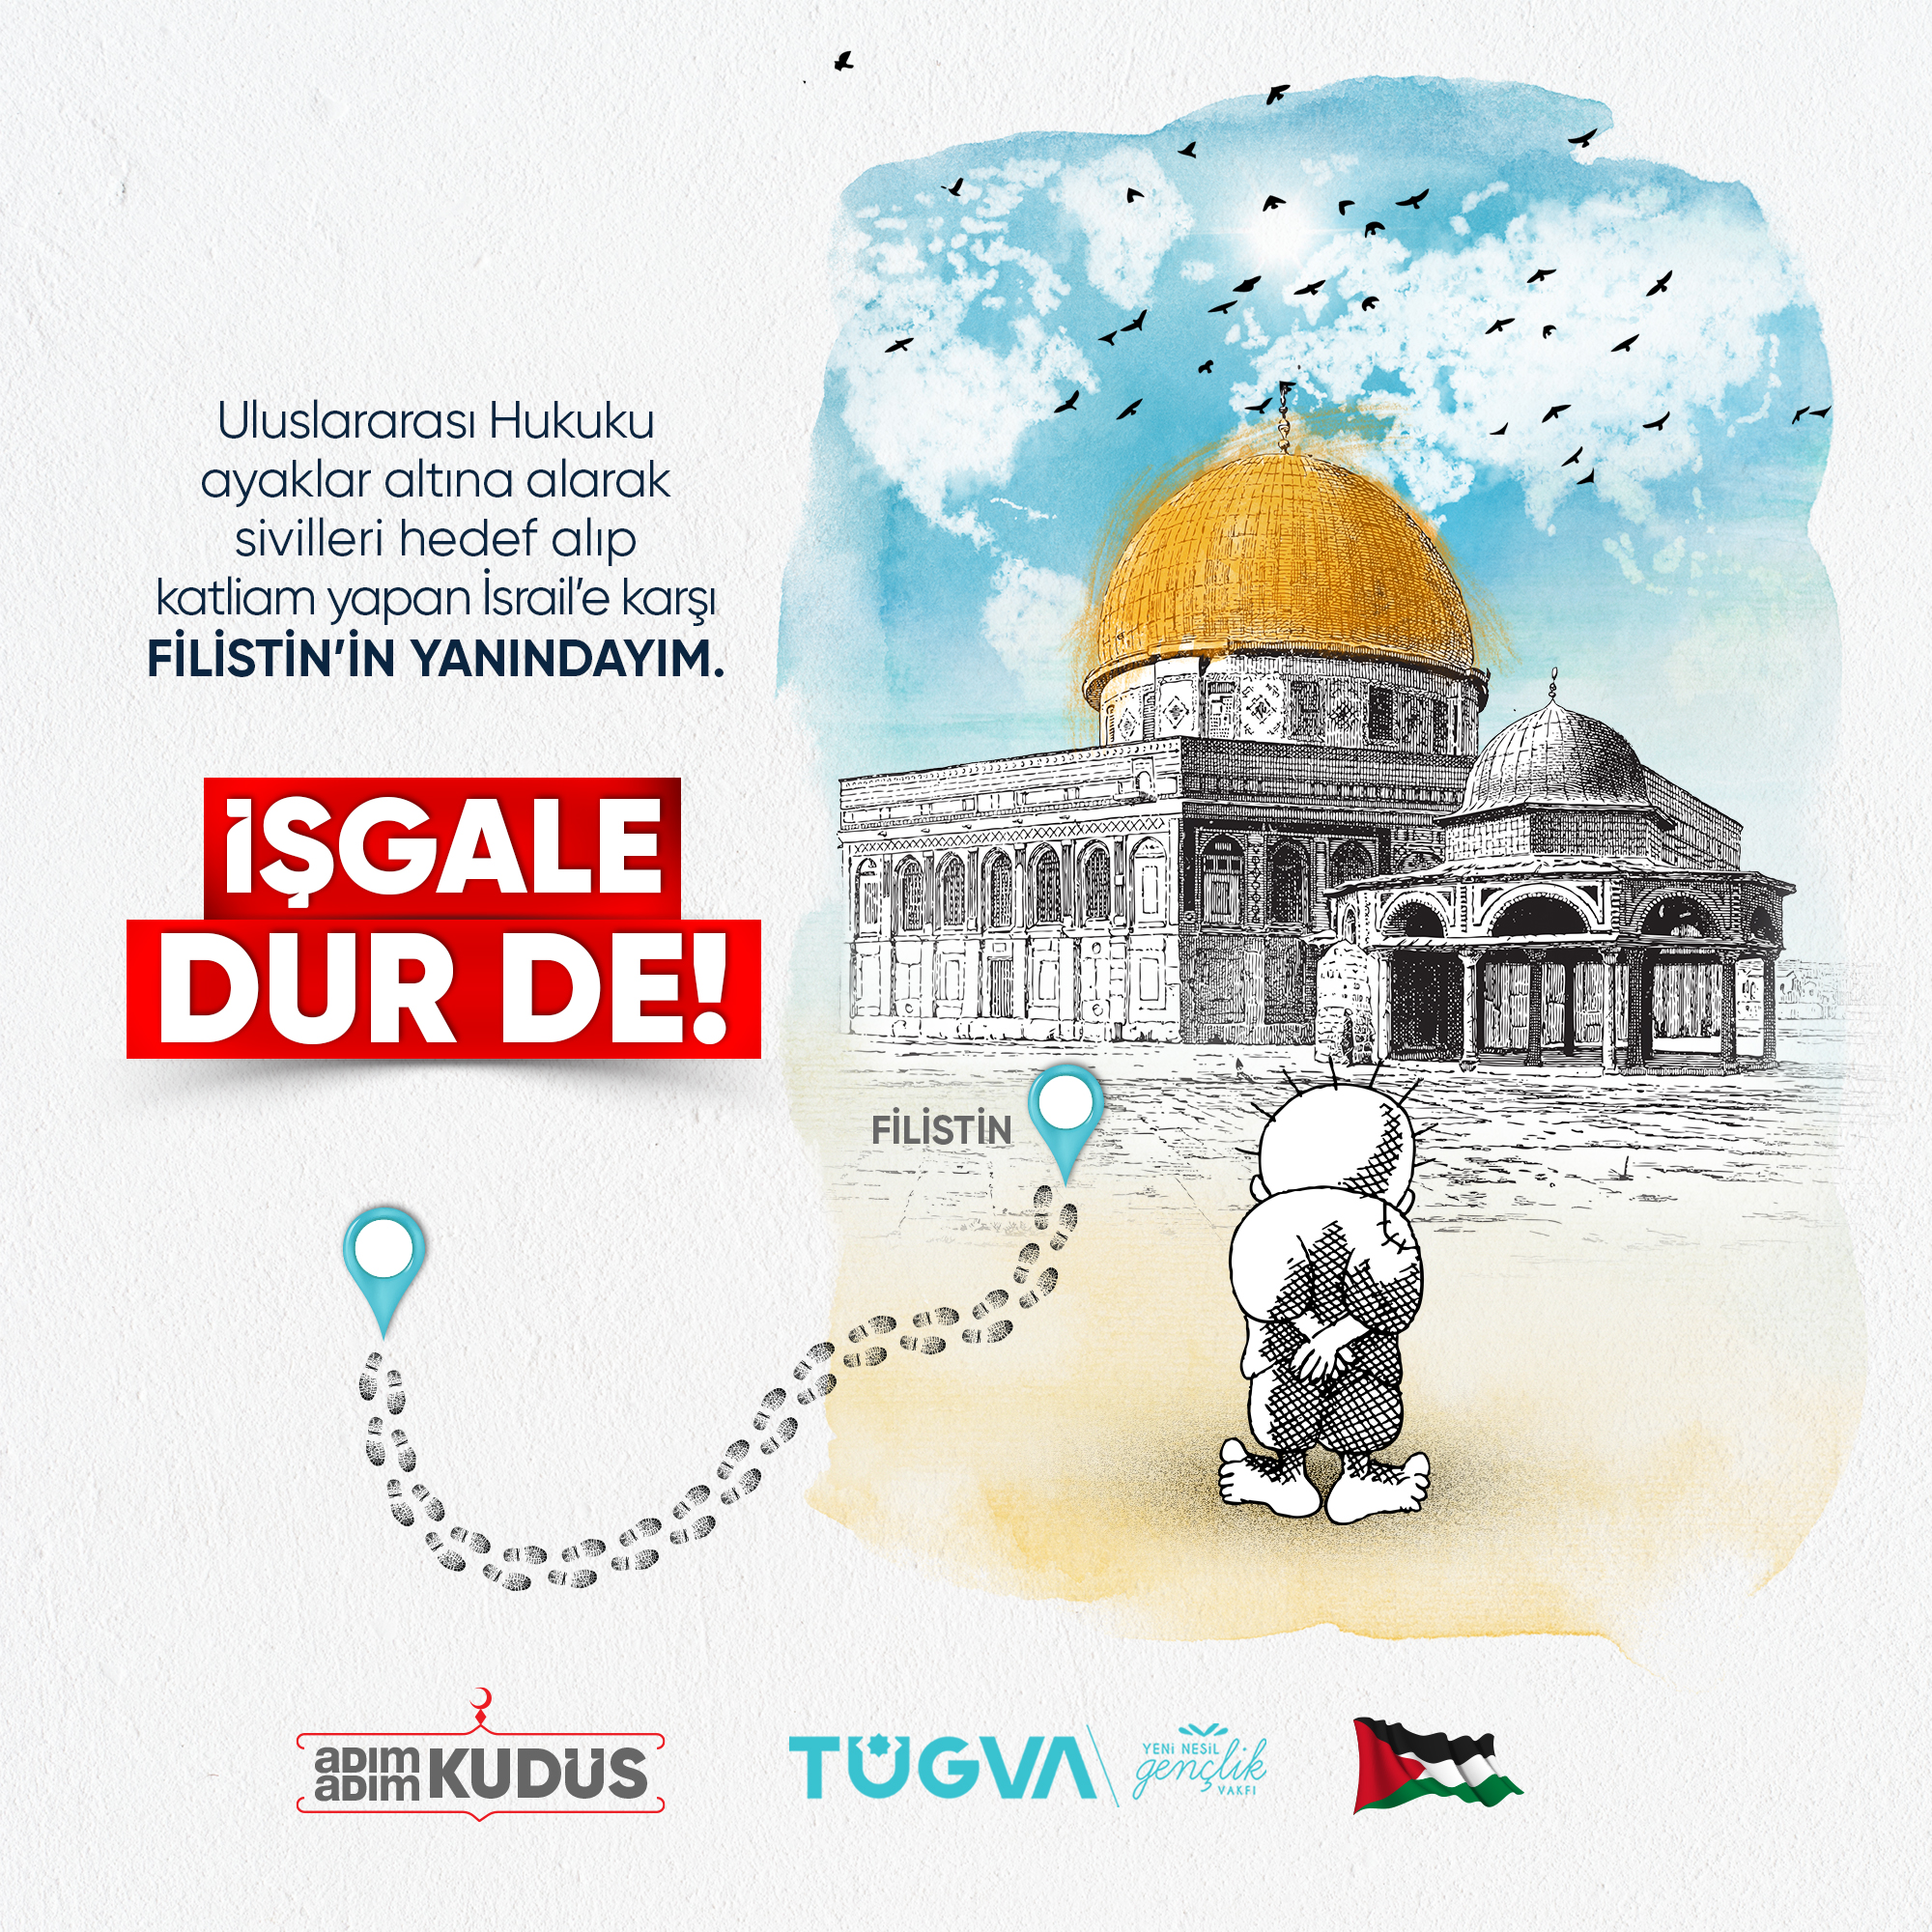 Uluslararası Hukuku
ayaklar altına alarak
sivilleri hedef alıp
katliam yapan İsrail’e karşı
FİLİSTİN’İN YANINDAYIM.
İŞGALE
DUR DE!
FİLİSTİN
aDIM
aDIM KUDÜS
TÜGVA
YENİ NESİL
gençlik
VAKFI